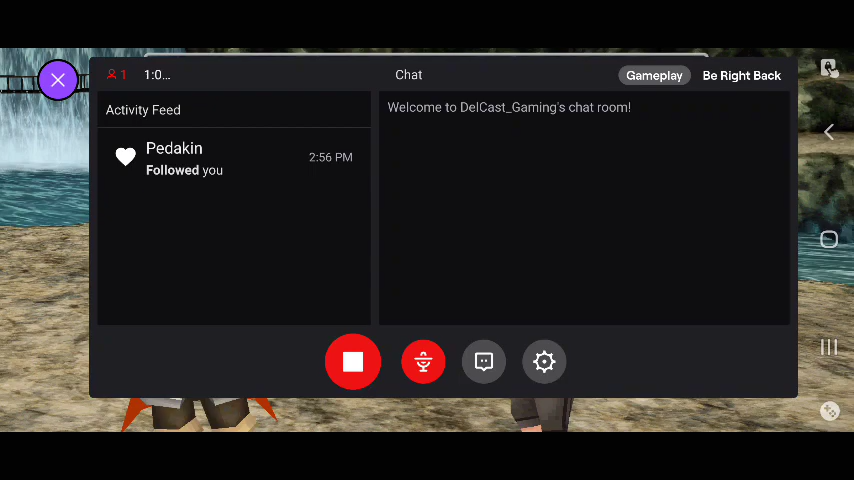 1 1:0... Chat Gameplay Be Right Back
Activity Feed
Welcome to DelCast_Gaming's chat room!
Pedakin
2:56 PM
Followed you